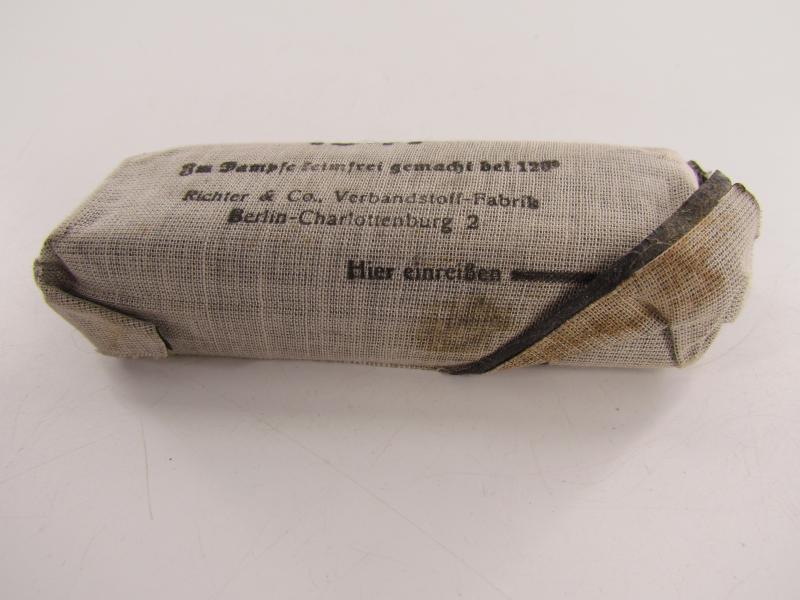 Im Dampfe keimfrei gemacht bei 120°
Richter & Co., Verbandstoff-Fabrik
Berlin-Charlottenburg 2
Hier einreißen